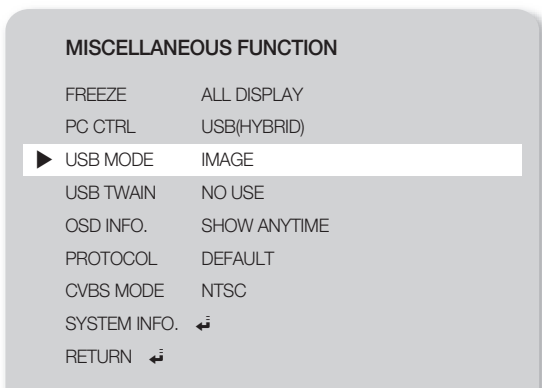 MISCELLANEOUS FUNCTION
FREEZE ALL DISPLAY
PC CTRL USB(HYBRID)
USB MODE IMAGE
USB TWAIN NO USE
OSD INFO. SHOW ANYTIME
PROTOCOL DEFAULT
CVBS MODE NTSC
SYSTEM INFO.
RETURN